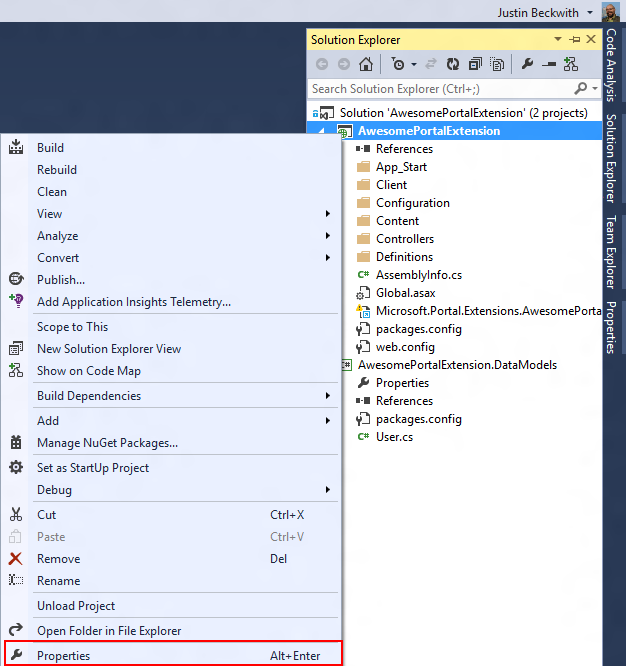 Justin Beckwith
Solution Explorer
Search Solution Explorer (Ctrl+;)
Solution 'AwesomePortalExtension' (2 projects)
AwesomePortalExtension
References
App_Start
Client
Configuration
Content
Controllers
Definitions
C# AssemblyInfo.cs
Global.asax
Microsoft.Portal.Extensions.AwesomePorta
packages.config
web.config
AwesomePortalExtension.DataModels
Properties
References
packages.config
C# User.cs
Build
Rebuild
Clean
View
Analyze
Convert
Publish...
Add Application Insights Telemetry...
Scope to This
New Solution Explorer View
Show on Code Map
Build Dependencies
Add
Manage NuGet Packages...
Set as StartUp Project
Debug
Cut Ctrl+X
Paste Ctrl+V
Remove Del
Rename
Unload Project
Open Folder in File Explorer
Properties Alt+Enter
Code Analysis
Solution Explorer
Team Explorer
Properties